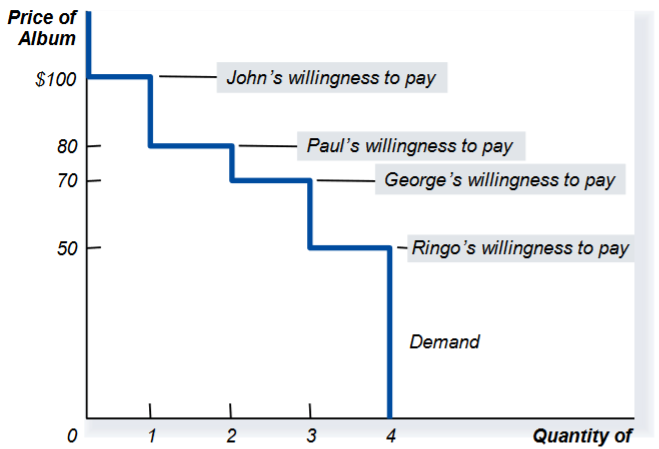 Price of
Album
$100
John's willingness to pay
80
Paul's willingness to pay
70
George's willingness to pay
50
Ringo's willingness to pay
Demand
0
1
2
3
4
Quantity of